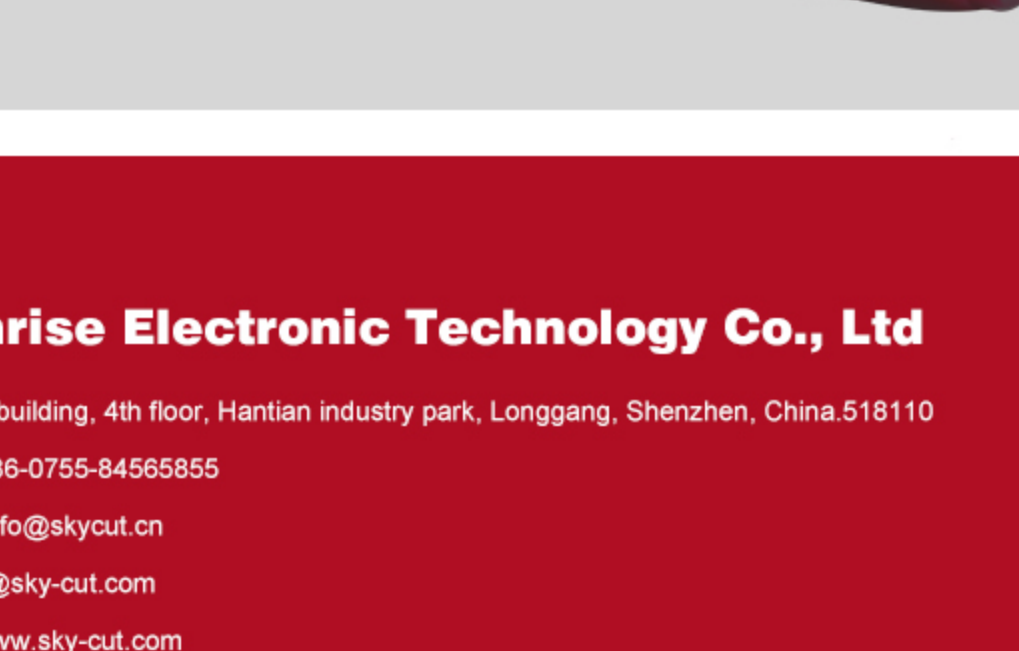 rise Electronic Technology Co., Ltd
building, 4th floor, Hantian industry park, Longgang, Shenzhen, China.518110
6-0755-84565855
fo@skycut.cn
@sky-cut.com
ww.sky-cut.com